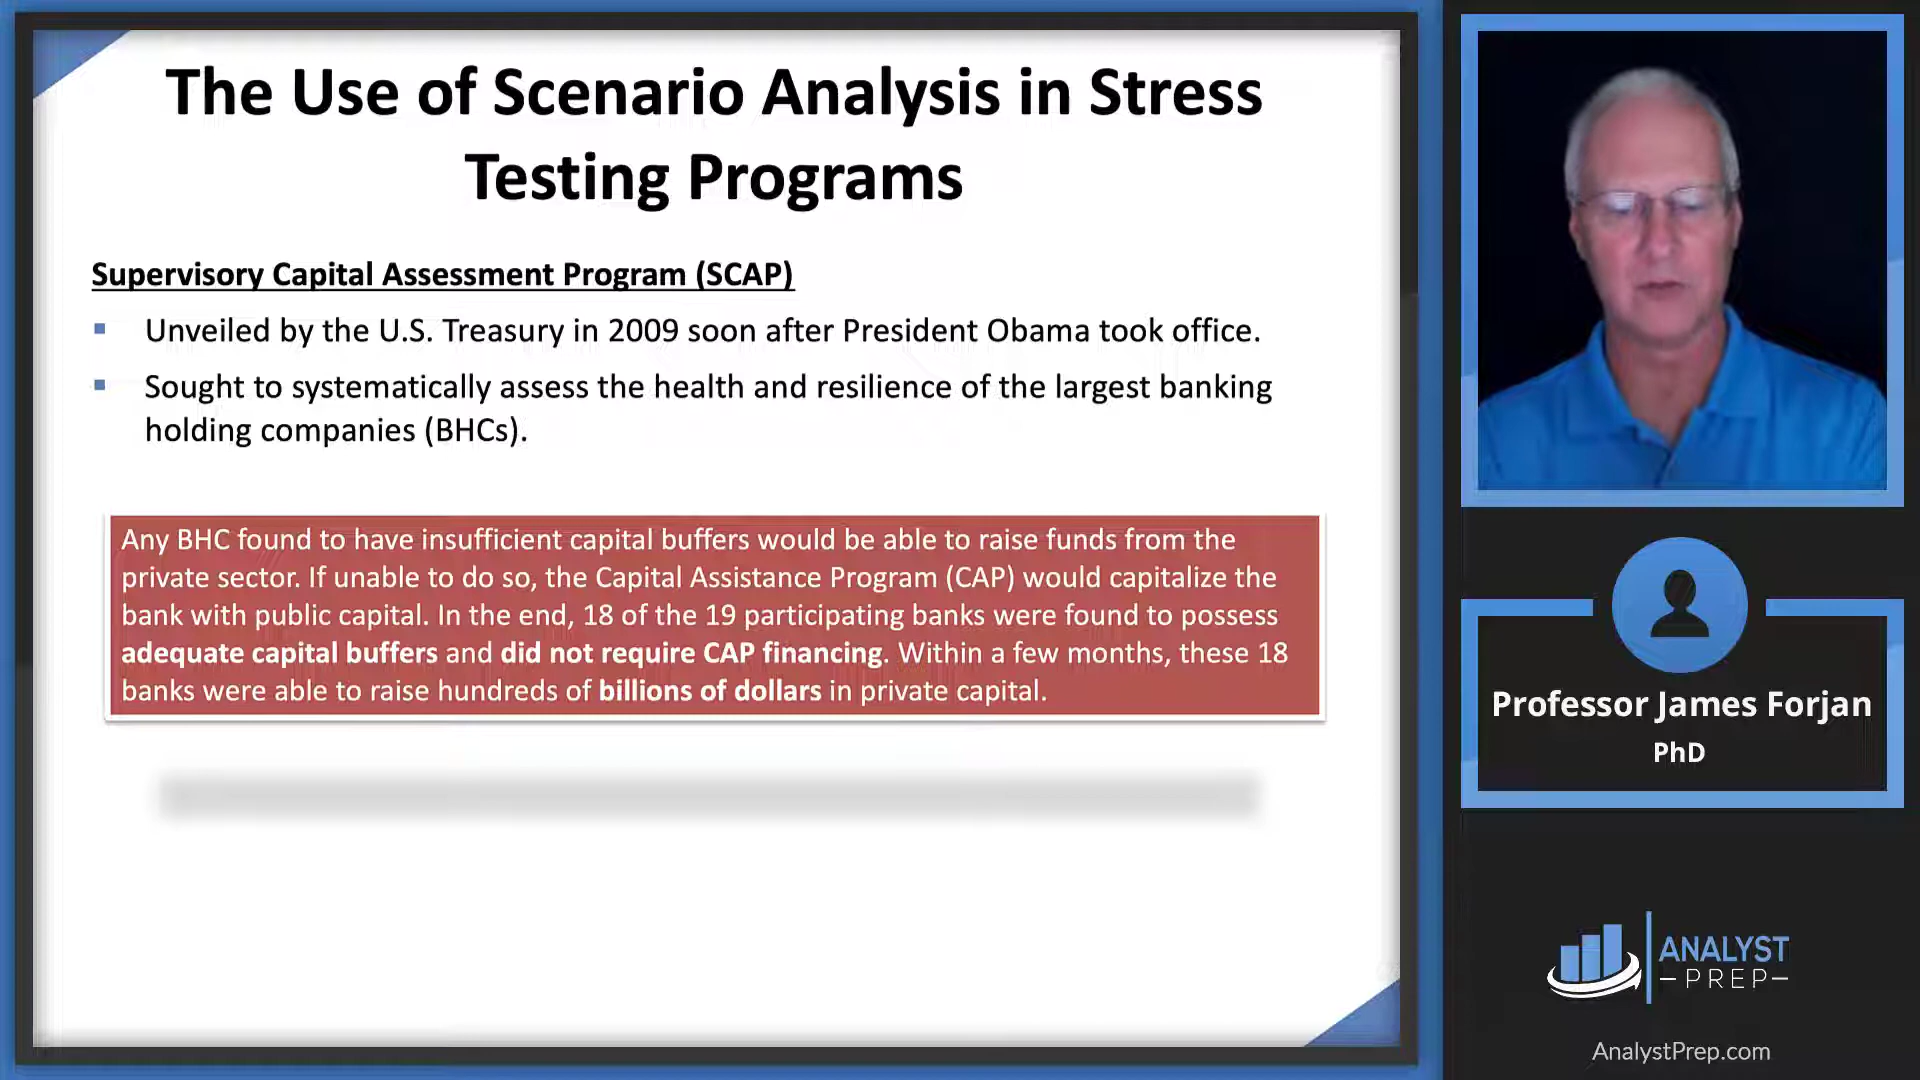 The Use of Scenario Analysis in Stress
Testing Programs
Supervisory Capital Assessment Program (SCAP)
▪ Unveiled by the U.S. Treasury in 2009 soon after President Obama took office.
▪ Sought to systematically assess the health and resilience of the largest banking
holding companies (BHCs).
Any BHC found to have insufficient capital buffers would be able to raise funds from the
private sector. If unable to do so, the Capital Assistance Program (CAP) would capitalize the
bank with public capital. In the end, 18 of the 19 participating banks were found to possess
adequate capital buffers and did not require CAP financing. Within a few months, these 18
banks were able to raise hundreds of billions of dollars in private capital.
Professor James Forjan
PhD
ANALYST
PREP
AnalystPrep.com